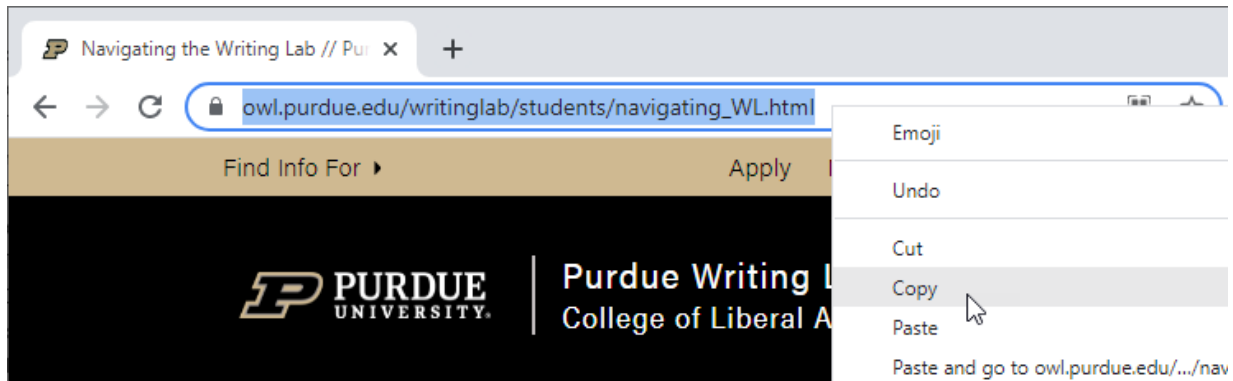 Navigating the Writing Lab // Pur
owl.purdue.edu/writinglab/students/navigating_WL.html
Find Info For
Apply
PURDUE
UNIVERSITY.
Purdue Writing
College of Liberal
Emoji
Undo
Cut
Copy
Paste
Paste and go to owl.purdue.edu/.../nav